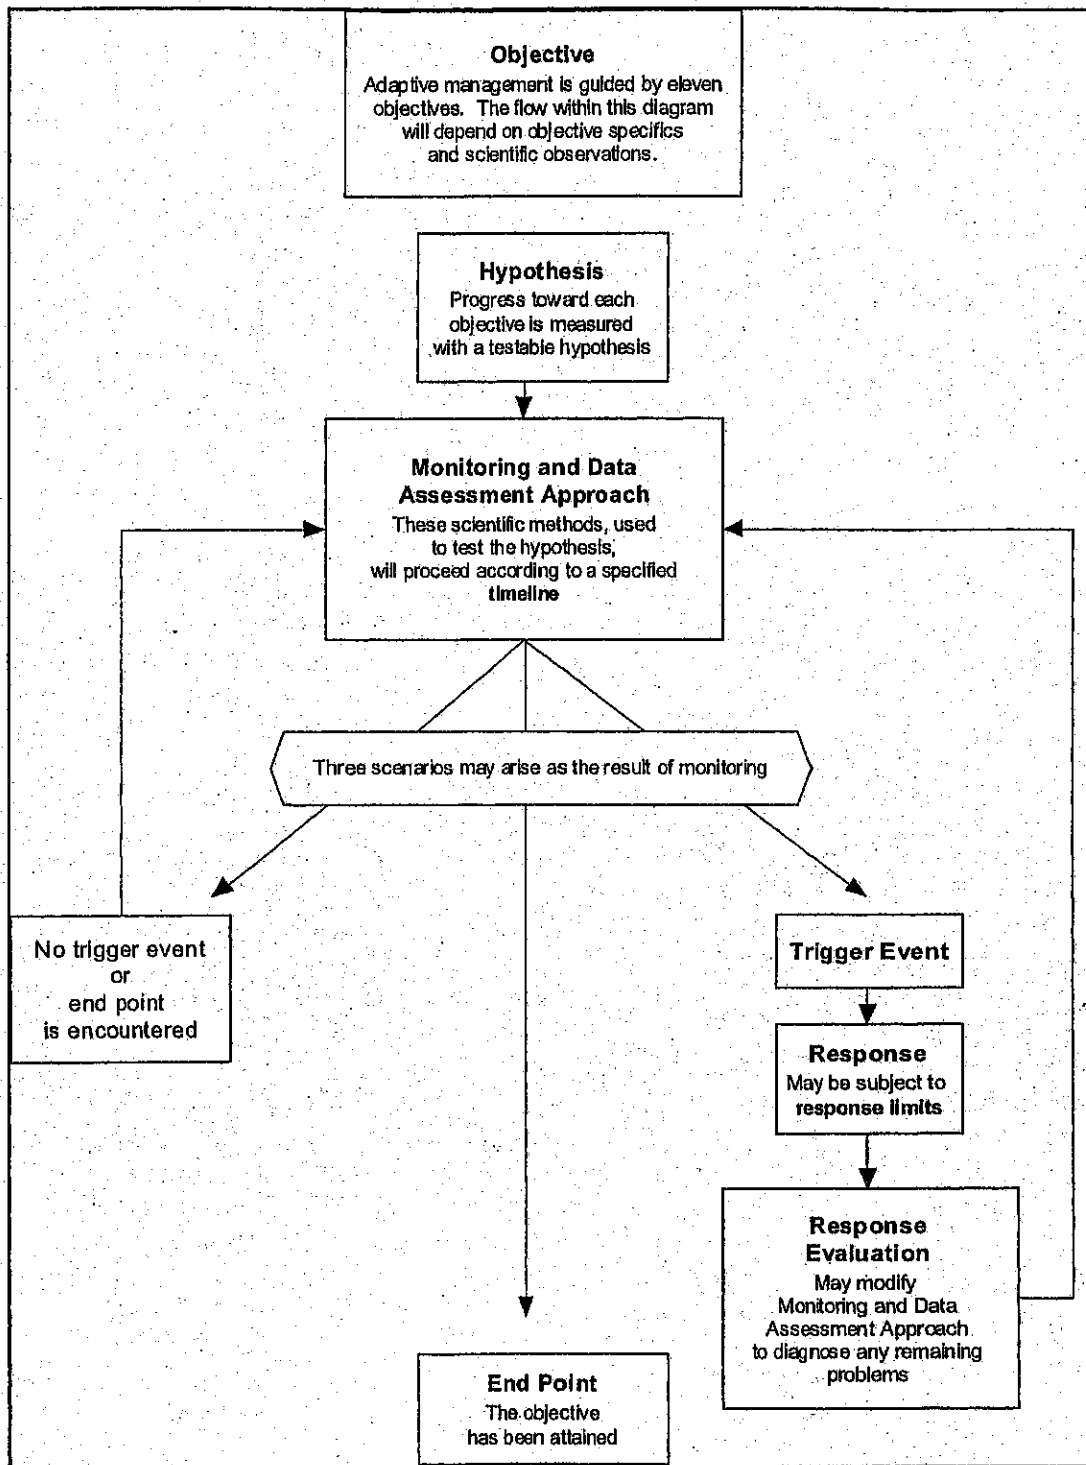 Objective
Adaptive management is guided by eleven
objectives. The flow within this diagram
will depend on objective specifics
and scientific observations.
Hypothesis
Progress toward each
objective is measured
with a testable hypothesis
Monitoring and Data
Assessment Approach
These scientific methods, used
to test the hypothesis,
will proceed according to a specified
timeline
Three scenarios may arise as the result of monitoring
No trigger event
or
end point
is encountered
Trigger Event
Response
May be subject to
response limits
Response
Evaluation
May modify
Monitoring and Data
Assessment Approach
to diagnose any remaining
problems
End Point
The objective
has been attained